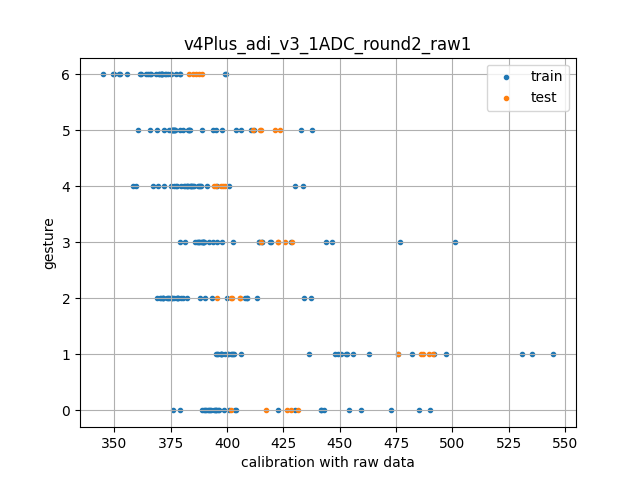 v4Plus_adi_v3_1ADC_round2_raw1
train
test
gesture
6
5
4
3
2
1
0
350 375 400 425 450 475 500 525 550
calibration with raw data